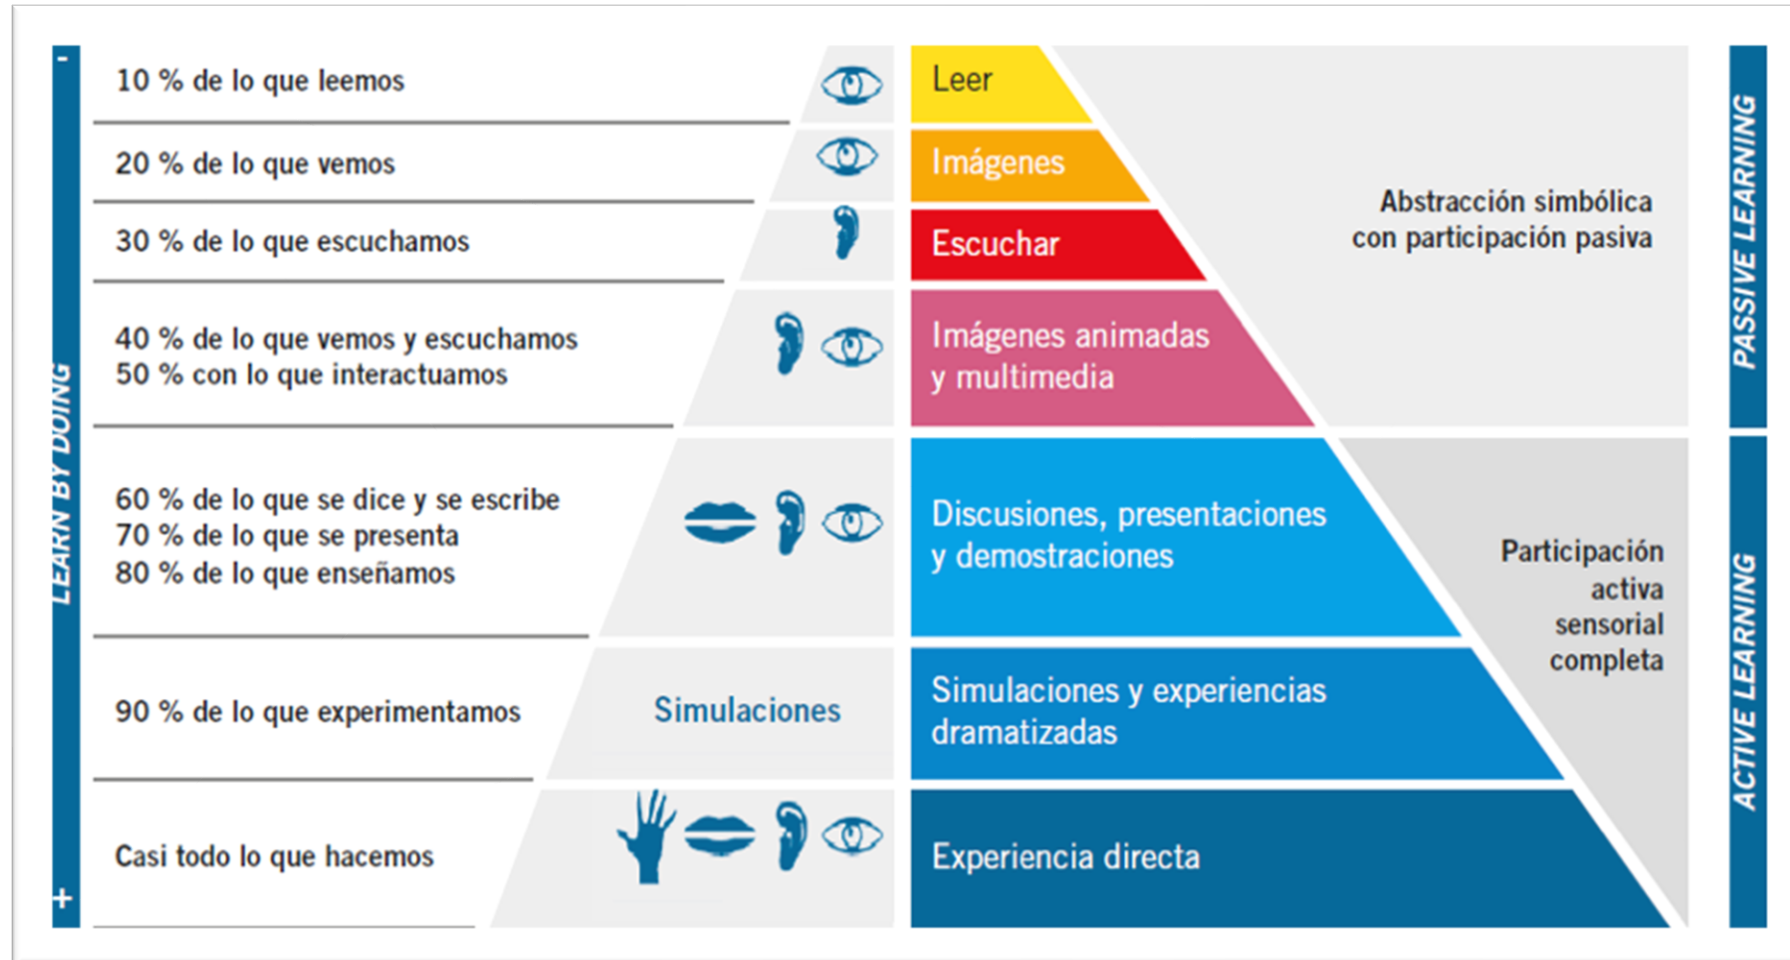 -
LEARN BY DOING
+
10 % de lo que leemos
Leer
20 % de lo que vemos
Imágenes
30 % de lo que escuchamos
Escuchar
40 % de lo que vemos y escuchamos
50 % con lo que interactuamos
Imágenes animadas
y multimedia
Abstracción simbólica
con participación pasiva
PASSIVE LEARNING
60 % de lo que se dice y se escribe
70 % de lo que se presenta
80 % de lo que enseñamos
Discusiones, presentaciones
y demostraciones
90 % de lo que experimentamos
Simulaciones
Simulaciones y experiencias
dramatizadas
Casi todo lo que hacemos
Experiencia directa
Participación
activa
sensorial
completa
ACTIVE LEARNING